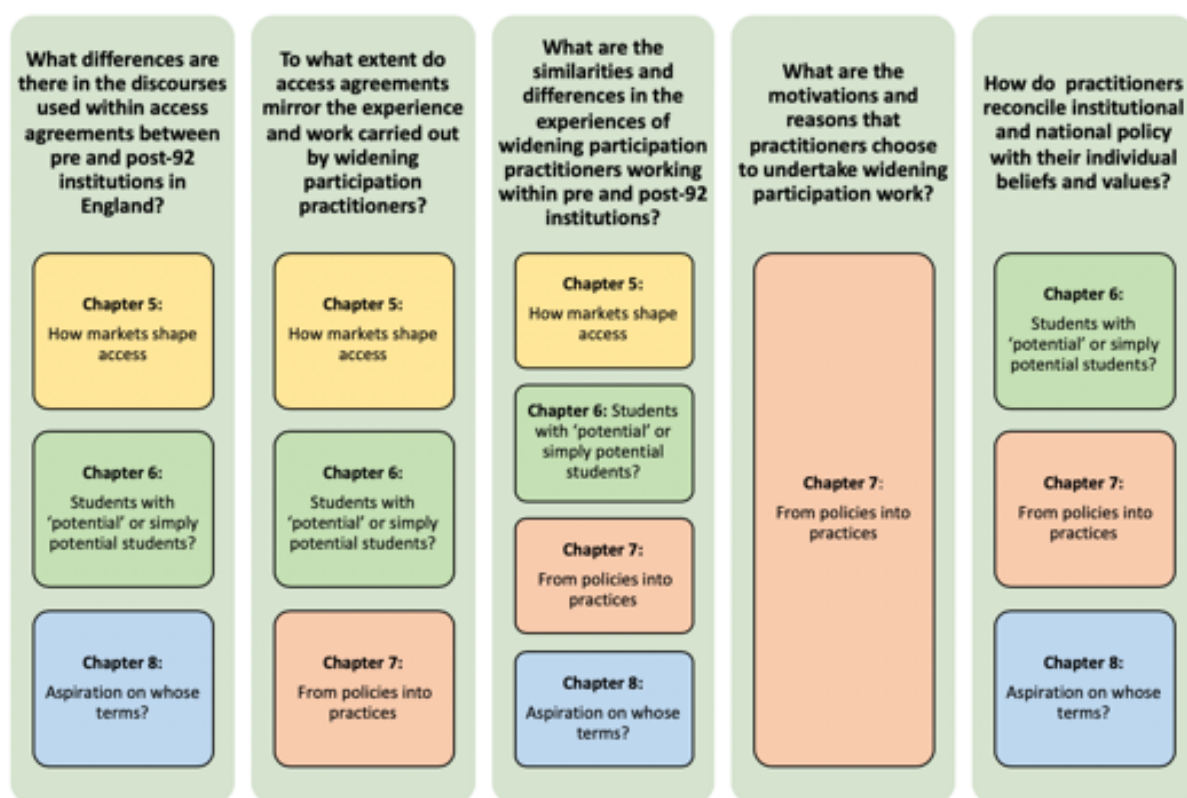 What differences are
there in the discourses
used within access
agreements between
pre and post-92
institutions in
England?
Chapter 5:
How markets shape
access
Chapter 6:
Students with
‘potential’ or simply
potential students?
Chapter 8:
Aspiration on whose
terms?
To what extent do
access agreements
mirror the experience
and work carried out
by widening
participation
practitioners?
Chapter 5:
How markets shape
access
Chapter 6:
Students with
‘potential’ or simply
potential students?
Chapter 7:
From policies into
practices
What are the
similarities and
differences in the
experiences of
widening participation
practitioners working
within pre and post-92
institutions?
Chapter 5:
How markets shape
access
Chapter 6: Students
with ‘potential’ or
simply potential
students?
Chapter 7:
From policies into
practices
Chapter 8:
Aspiration on whose
terms?
What are the
motivations and
reasons that
practitioners choose
to undertake widening
participation work?
Chapter 7:
From policies into
practices
How do practitioners
reconcile institutional
and national policy
with their individual
beliefs and values?
Chapter 6:
Students with
‘potential’ or simply
potential students?
Chapter 7:
From policies into
practices
Chapter 8:
Aspiration on whose
terms?